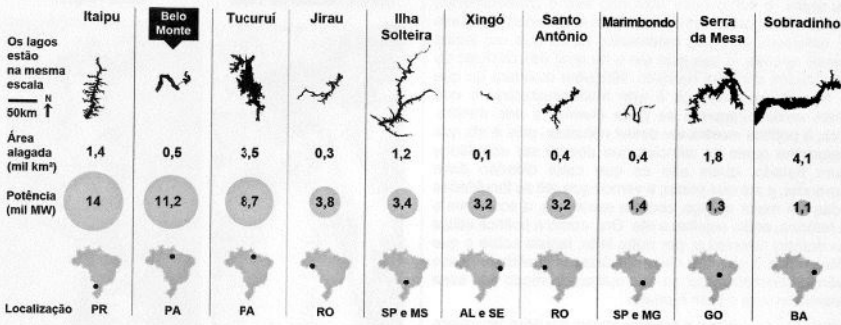 Itaipu Belo Monte Tucuruí Jirau Ilha Solteira Xingó Santo Antônio Marimbondo Serra da Mesa Sobradinho
Os lagos
estão
na mesma
escala
N
50km
Área
alagada
(mil km²)
1,4 0,5 3,5 0,3 1,2 0,1 0,4 0,4 1,8 4,1
Potência
(mil MW)
14 11,2 8,7 3,8 3,4 3,2 3,2 1,4 1.3 1,1
Localização PR PA PA RO SP e MS AL e SE RO SP e MG GO BA